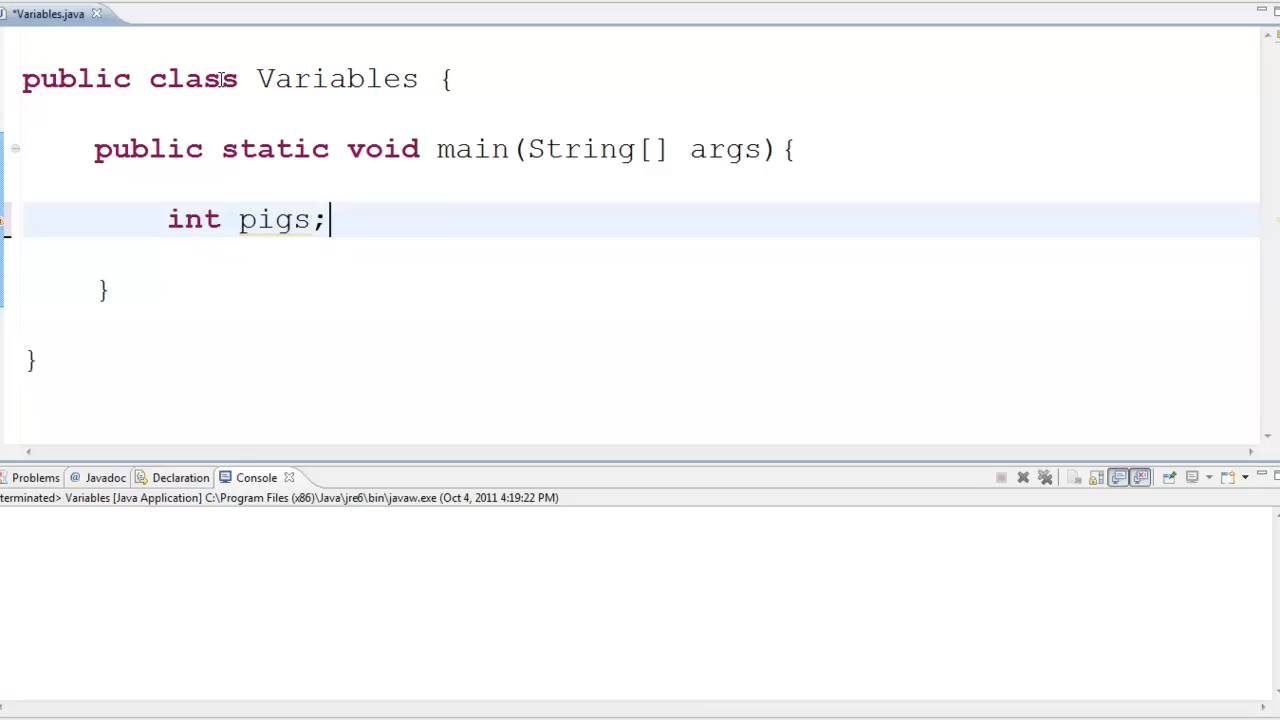 *Variables.java
public class Variables {
public static void main(String[] args){
int pigs;
}
}
Problems @ Javadoc Declaration Console
terminated> Variables [Java Application] C:\Program Files (x86)\Java\jre6\bin\javaw.exe (Oct 4, 2011 4:19:22 PM)